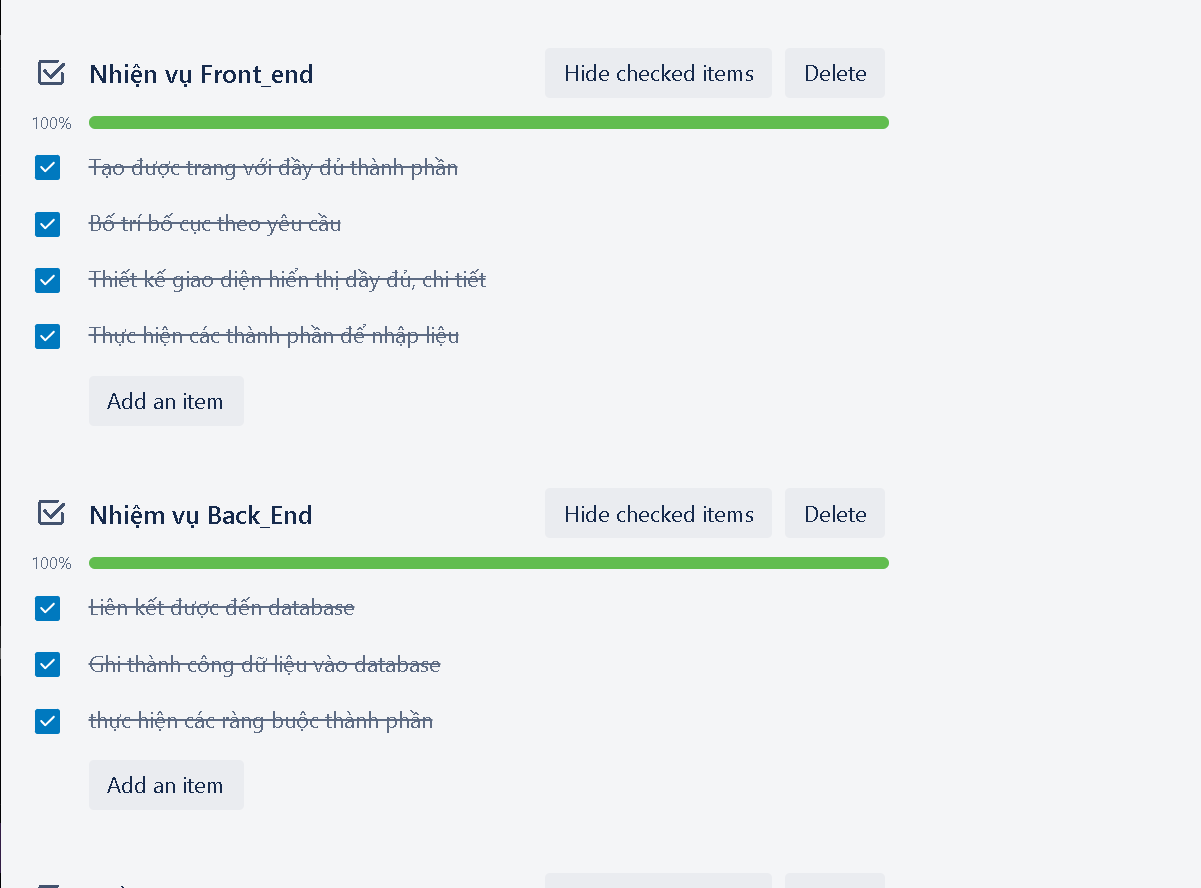 Nhiện vụ Front_end
Hide checked items
Delete
100%
Tạo được trang với đầy đủ thành phần
Bố trí bố cục theo yêu cầu
Thiết kế giao diện hiển thị dầy đủ, chi tiết
Thực hiện các thành phần để nhập liệu
Add an item
Nhiệm vụ Back_End
Hide checked items
Delete
100%
Liên kết được đến database
Ghi thành công dữ liệu vào database
thực hiện các ràng buộc thành phần
Add an item